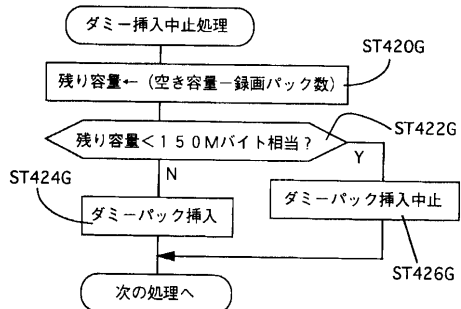 ダミー挿入中止処理
ST420G
残り容量←（空き容量－録画パック数）
残り容量＜１５０Ｍバイト相当？
ST422G
Y
N
ST424G
ダミーパック挿入
ダミーパック挿入中止
ST426G
次の処理へ